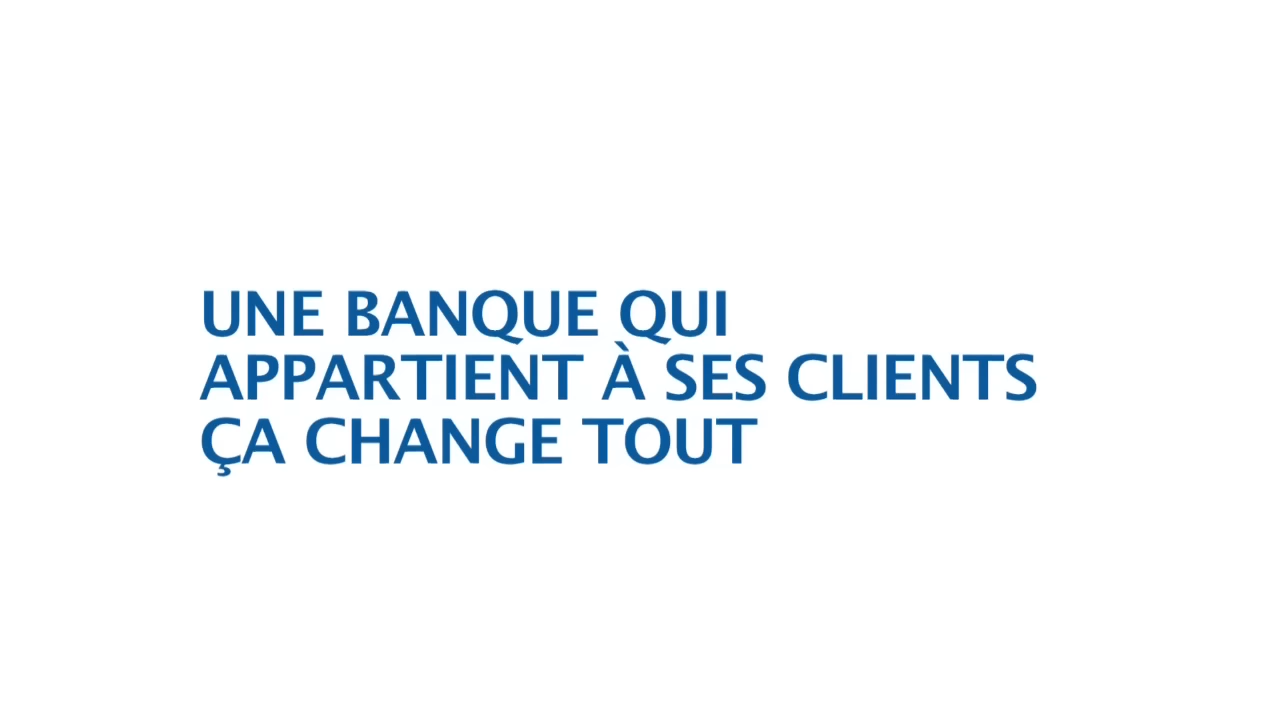 UNE BANQUE QUI
APPARTIENT À SES CLIENTS
ÇA CHANGE TOUT